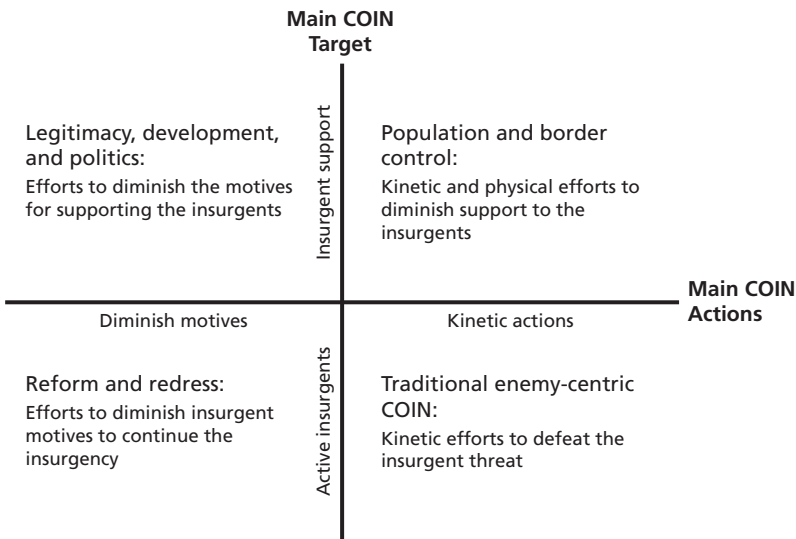 Main COIN
Target
Legitimacy, development,
and politics:
Efforts to diminish the motives
for supporting the insurgents
Insurgent support
Population and border
control:
Kinetic and physical efforts to
diminish support to the
insurgents
Main COIN
Actions
Diminish motives
Kinetic actions
Reform and redress:
Efforts to diminish insurgent
motives to continue the
insurgency
Active insurgents
Traditional enemy-centric
COIN:
Kinetic efforts to defeat the
insurgent threat